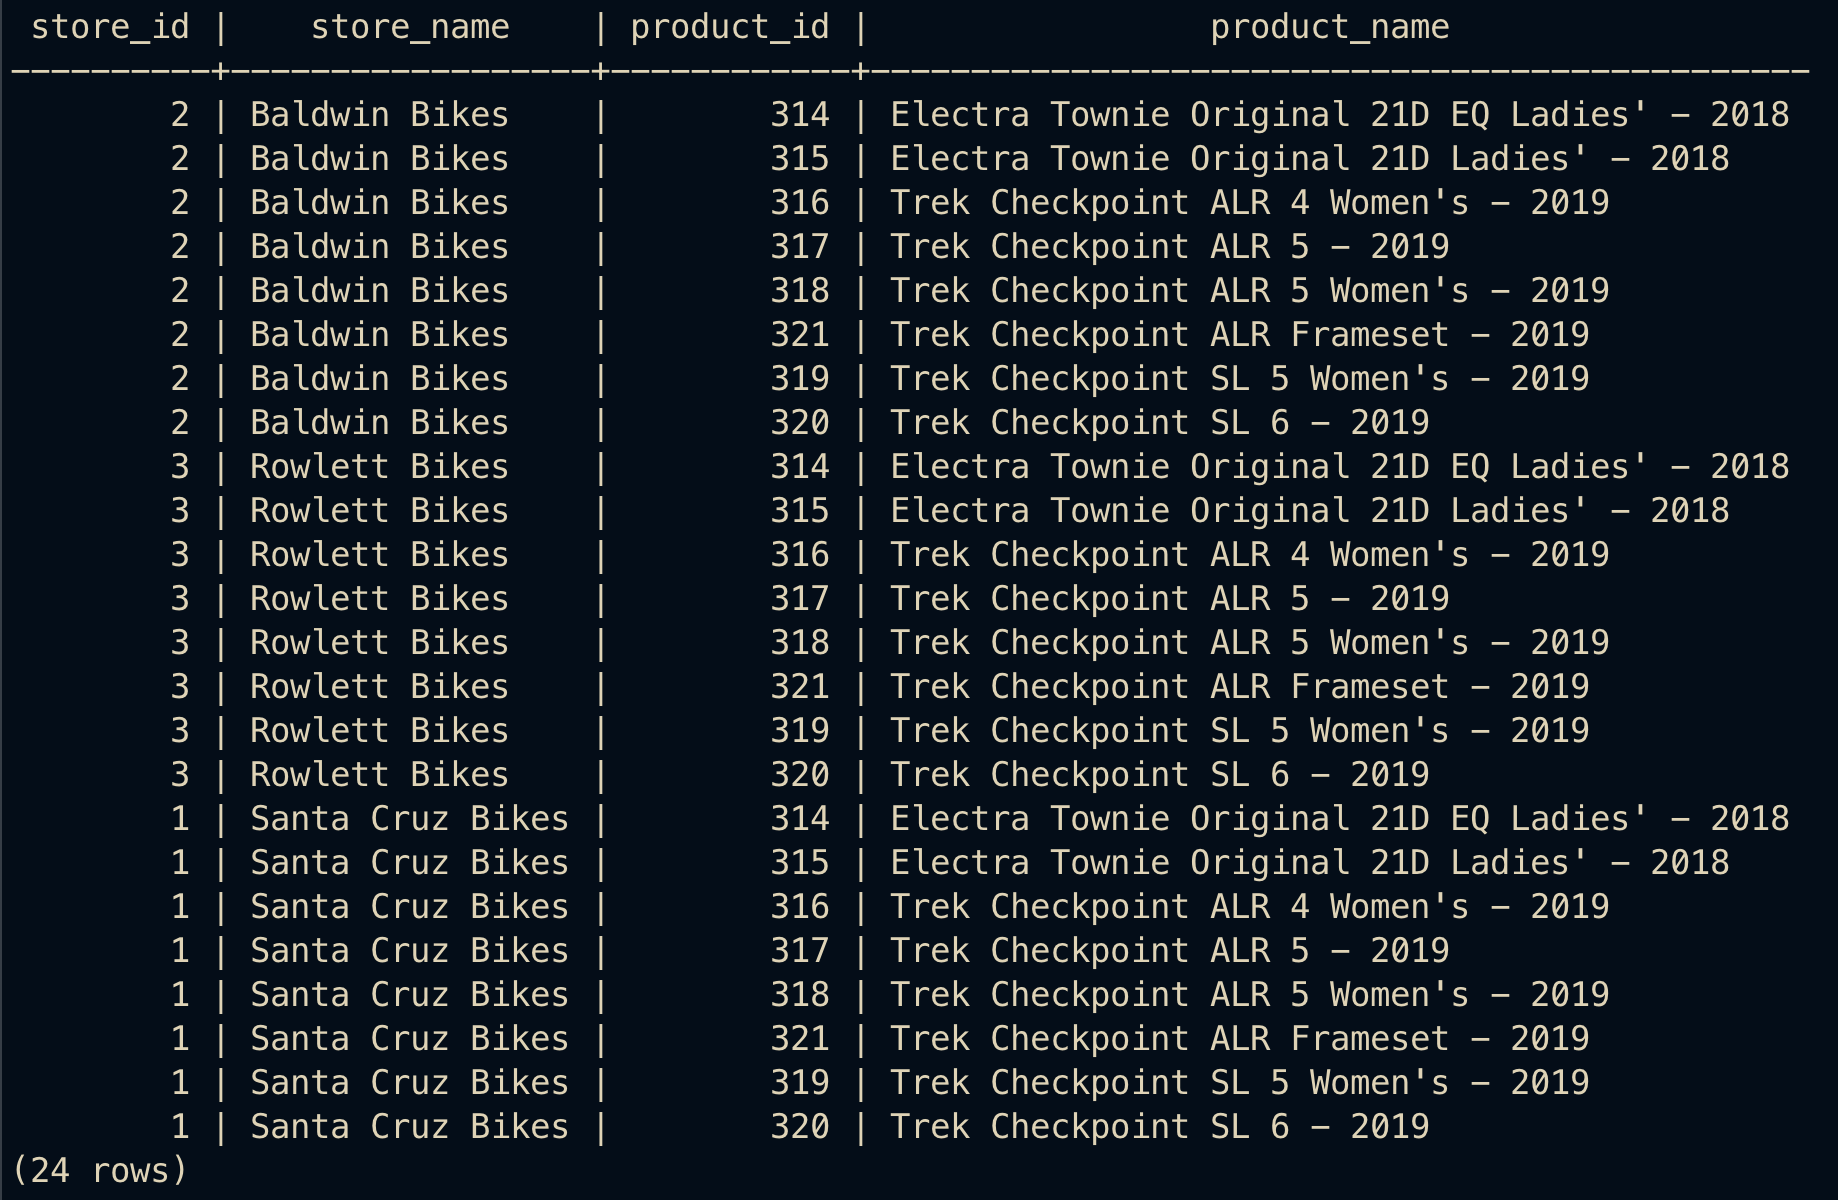 store_id |    store_name    | product_id |                 product_name
----------+------------------+------------+-----------------------------------------------
        2 | Baldwin Bikes    |        314 | Electra Townie Original 21D EQ Ladies' - 2018
        2 | Baldwin Bikes    |        315 | Electra Townie Original 21D Ladies' - 2018
        2 | Baldwin Bikes    |        316 | Trek Checkpoint ALR 4 Women's - 2019
        2 | Baldwin Bikes    |        317 | Trek Checkpoint ALR 5 - 2019
        2 | Baldwin Bikes    |        318 | Trek Checkpoint ALR 5 Women's - 2019
        2 | Baldwin Bikes    |        321 | Trek Checkpoint ALR Frameset - 2019
        2 | Baldwin Bikes    |        319 | Trek Checkpoint SL 5 Women's - 2019
        2 | Baldwin Bikes    |        320 | Trek Checkpoint SL 6 - 2019
        3 | Rowlett Bikes    |        314 | Electra Townie Original 21D EQ Ladies' - 2018
        3 | Rowlett Bikes    |        315 | Electra Townie Original 21D Ladies' - 2018
        3 | Rowlett Bikes    |        316 | Trek Checkpoint ALR 4 Women's - 2019
        3 | Rowlett Bikes    |        317 | Trek Checkpoint ALR 5 - 2019
        3 | Rowlett Bikes    |        318 | Trek Checkpoint ALR 5 Women's - 2019
        3 | Rowlett Bikes    |        321 | Trek Checkpoint ALR Frameset - 2019
        3 | Rowlett Bikes    |        319 | Trek Checkpoint SL 5 Women's - 2019
        3 | Rowlett Bikes    |        320 | Trek Checkpoint SL 6 - 2019
        1 | Santa Cruz Bikes |        314 | Electra Townie Original 21D EQ Ladies' - 2018
        1 | Santa Cruz Bikes |        315 | Electra Townie Original 21D Ladies' - 2018
        1 | Santa Cruz Bikes |        316 | Trek Checkpoint ALR 4 Women's - 2019
        1 | Santa Cruz Bikes |        317 | Trek Checkpoint ALR 5 - 2019
        1 | Santa Cruz Bikes |        318 | Trek Checkpoint ALR 5 Women's - 2019
        1 | Santa Cruz Bikes |        321 | Trek Checkpoint ALR Frameset - 2019
        1 | Santa Cruz Bikes |        319 | Trek Checkpoint SL 5 Women's - 2019
        1 | Santa Cruz Bikes |        320 | Trek Checkpoint SL 6 - 2019
(24 rows)